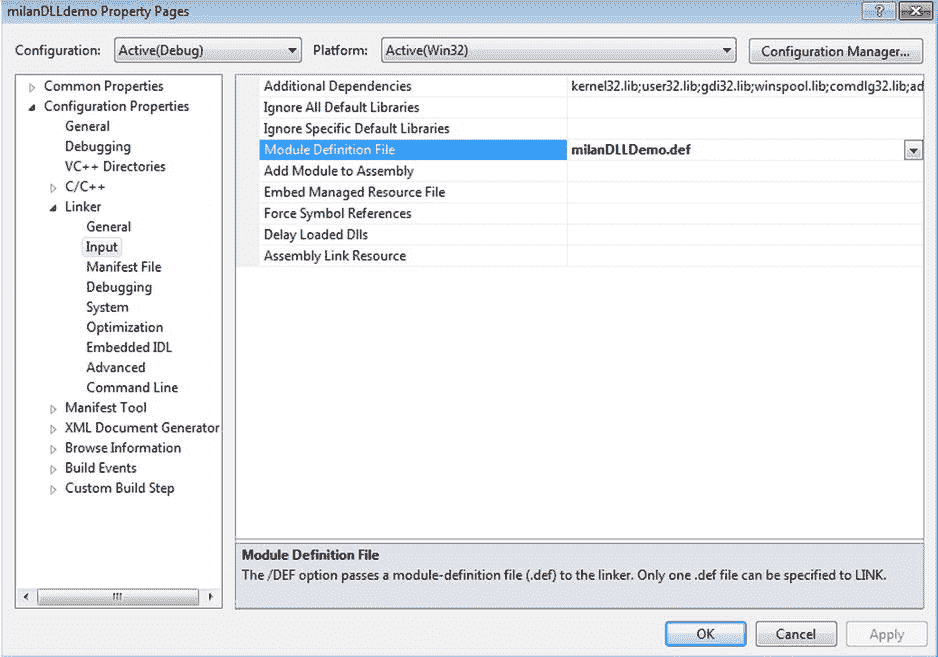 milanDLLdemo Property Pages
Configuration: Active(Debug) Platform: Active(Win32) Configuration Manager...
Common Properties
Configuration Properties
General
Debugging
VC++ Directories
C/C++
Linker
General
Input
Manifest File
Debugging
System
Optimization
Embedded IDL
Advanced
Command Line
Manifest Tool
XML Document Generator
Browse Information
Build Events
Custom Build Step
Additional Dependencies kernel32.lib;user32.lib;gdi32.lib;winspool.lib;comdlg32.lib;ad
Ignore All Default Libraries
Ignore Specific Default Libraries
Module Definition File milanDLLDemo.def
Add Module to Assembly
Embed Managed Resource File
Force Symbol References
Delay Loaded Dlls
Assembly Link Resource
Module Definition File
The /DEF option passes a module-definition file (.def) to the linker. Only one .def file can be specified to LINK.
OK Cancel Apply